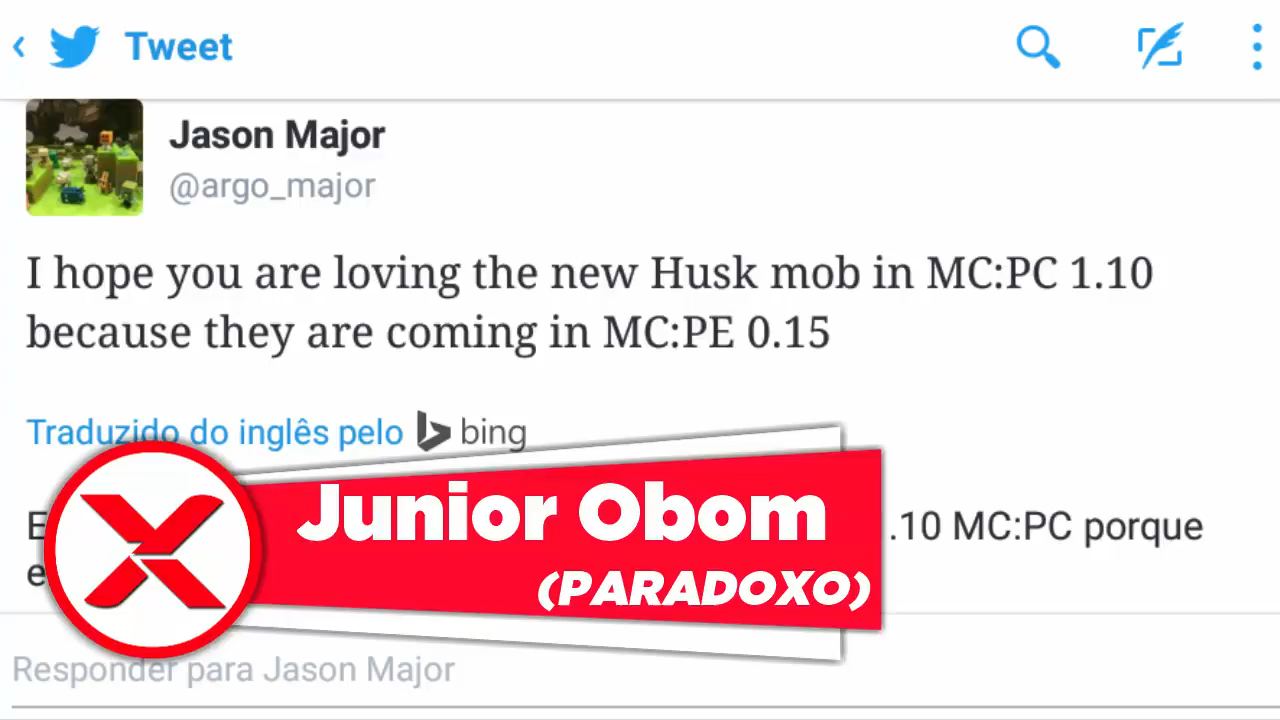 Tweet
Jason Major
@argo_major
I hope you are loving the new Husk mob in MC:PC 1.10
because they are coming in MC:PE 0.15
Traduzido do inglês pelo bing
Junior Obom
.10 MC:PC porque
(PARADOXO)
Responder para Jason Major